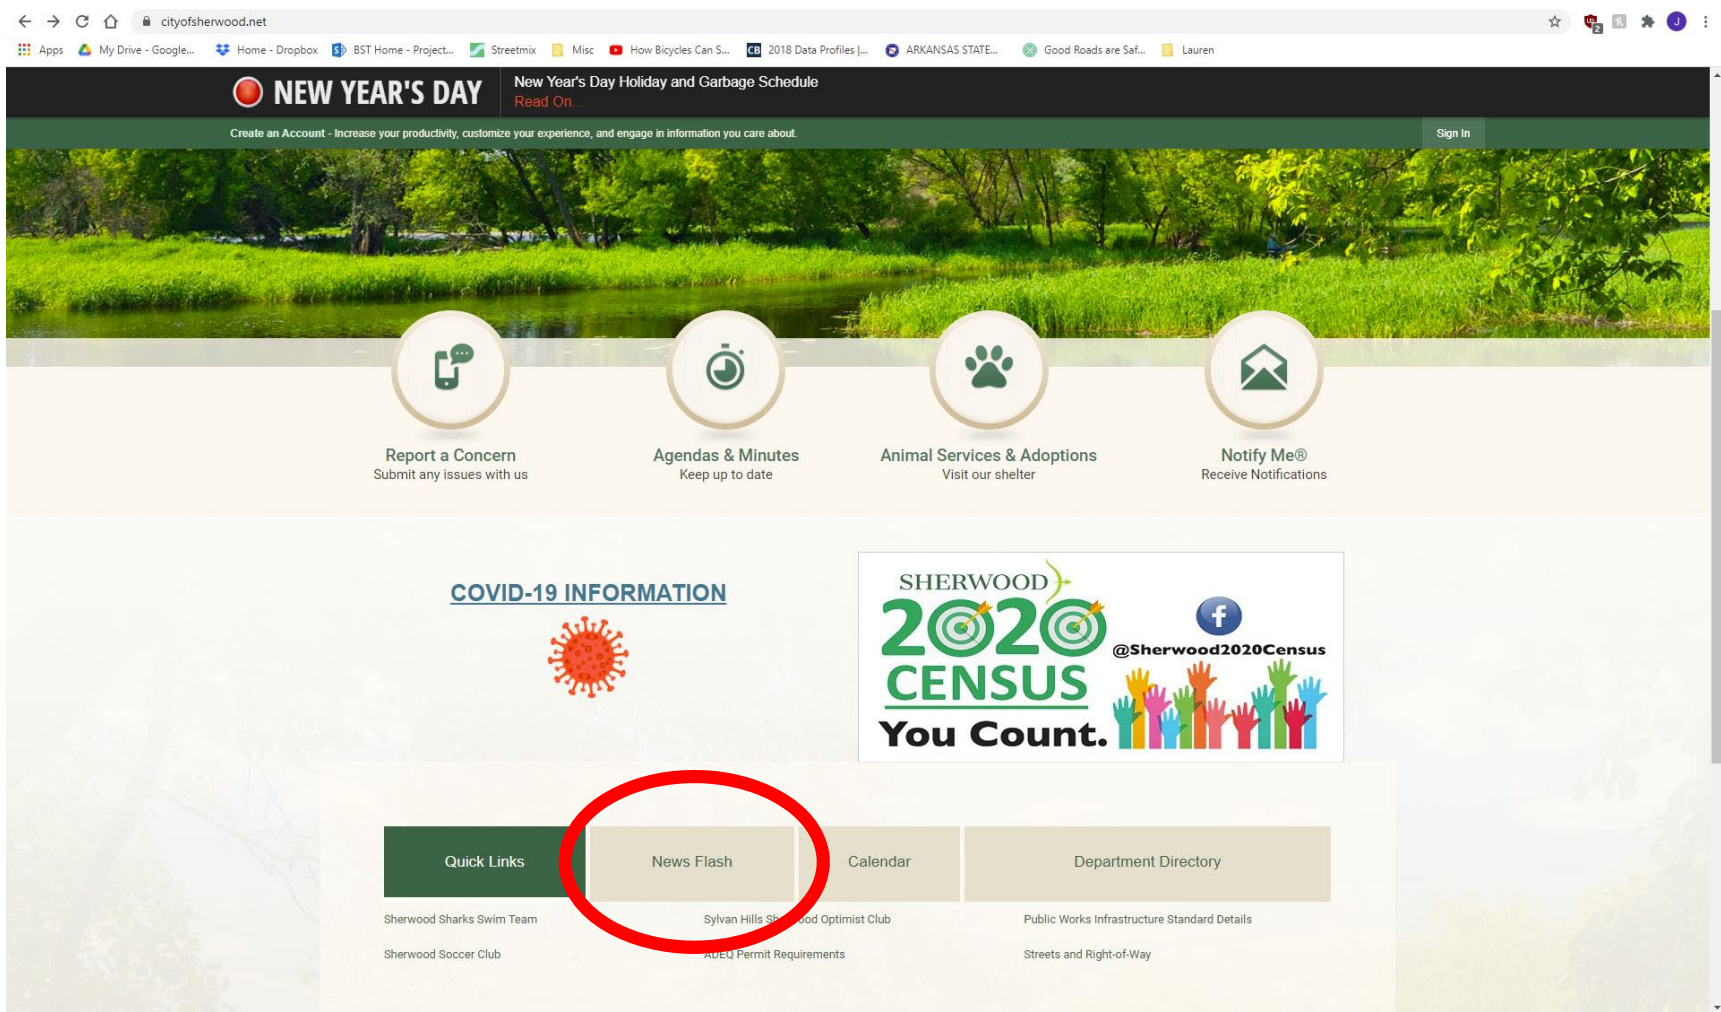 cityofsherwood.net
Apps My Drive - Google... Home - Dropbox BST Home - Project... Streetmix Misc How Bicycles Can S... CB 2018 Data Profiles |... ARKANSAS STATE... Good Roads are Saf... Lauren
2
J
NEW YEAR'S DAY
New Year's Day Holiday and Garbage Schedule
Read On...
Create an Account - Increase your productivity, customize your experience, and engage in information you care about.
Sign In
Report a Concern
Submit any issues with us
Agendas & Minutes
Keep up to date
Animal Services & Adoptions
Visit our shelter
Notify Me®
Receive Notifications
COVID-19 INFORMATION
SHERWOOD
2020
CENSUS
You Count.
f
@Sherwood2020Census
Quick Links
News Flash
Calendar
Department Directory
Sherwood Sharks Swim Team
Sylvan Hills Sherwood Optimist Club
Public Works Infrastructure Standard Details
Sherwood Soccer Club
ADEQ Permit Requirements
Streets and Right-of-Way